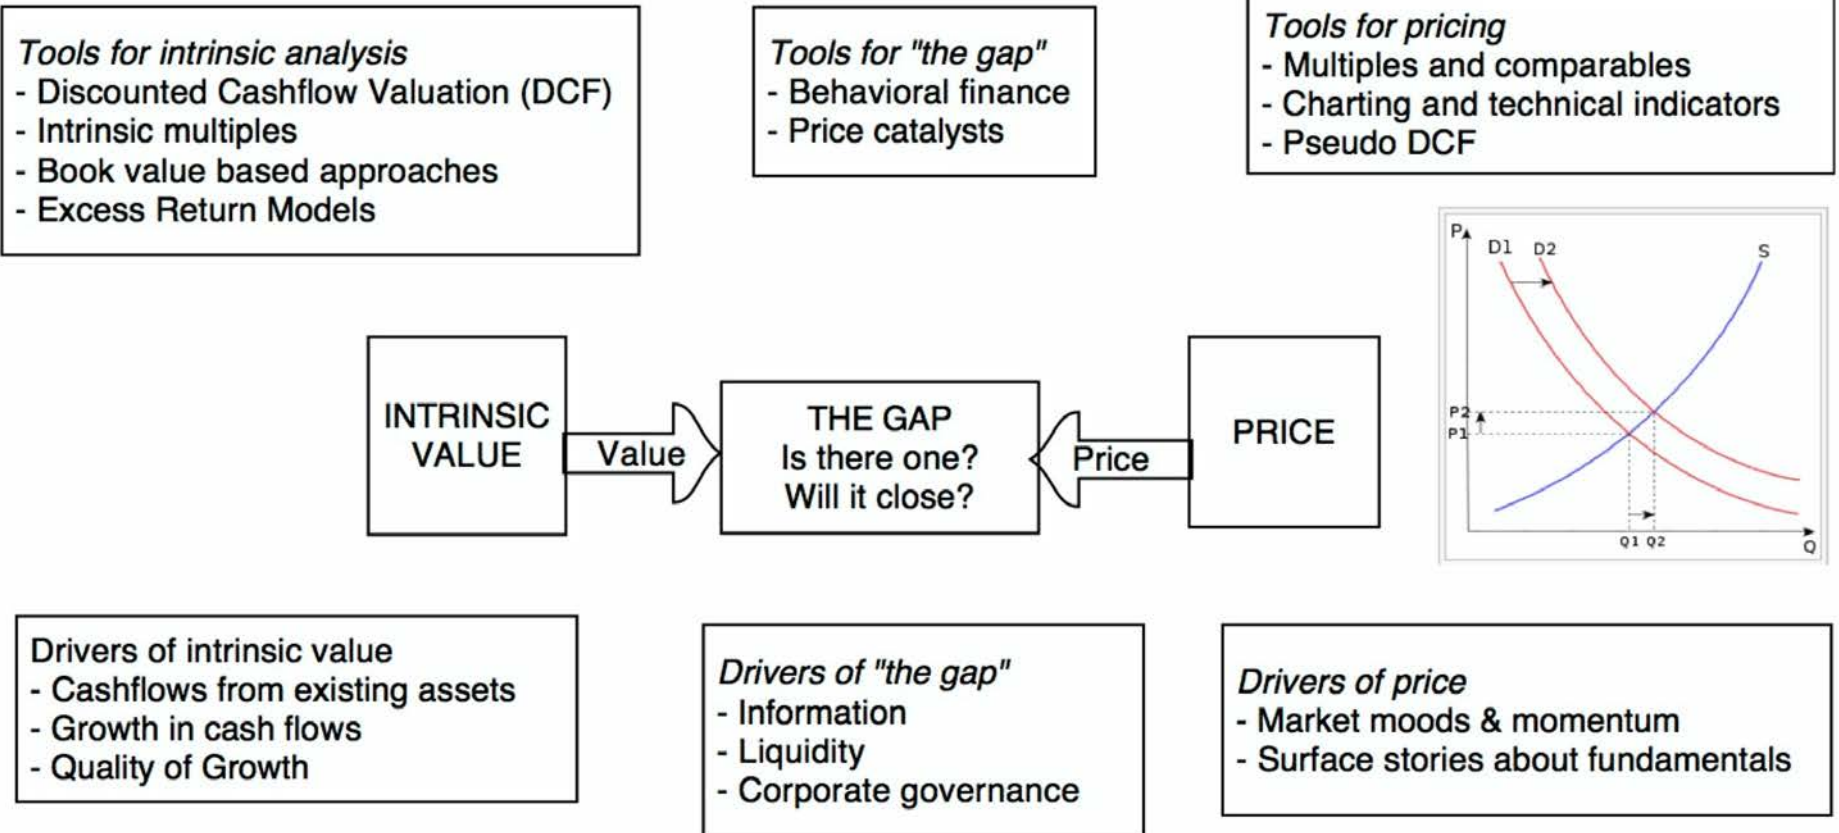 Tools for intrinsic analysis
- Discounted Cashflow Valuation (DCF)
- Intrinsic multiples
- Book value based approaches
- Excess Return Models
Tools for "the gap"
- Behavioral finance
- Price catalysts
Tools for pricing
- Multiples and comparables
- Charting and technical indicators
- Pseudo DCF
INTRINSIC
VALUE
Value
THE GAP
Is there one?
Will it close?
Price
PRICE
P
D1
D2
S
P2
P1
Q1
Q2
Q
Drivers of intrinsic value
- Cashflows from existing assets
- Growth in cash flows
- Quality of Growth
Drivers of "the gap"
- Information
- Liquidity
- Corporate governance
Drivers of price
- Market moods & momentum
- Surface stories about fundamentals